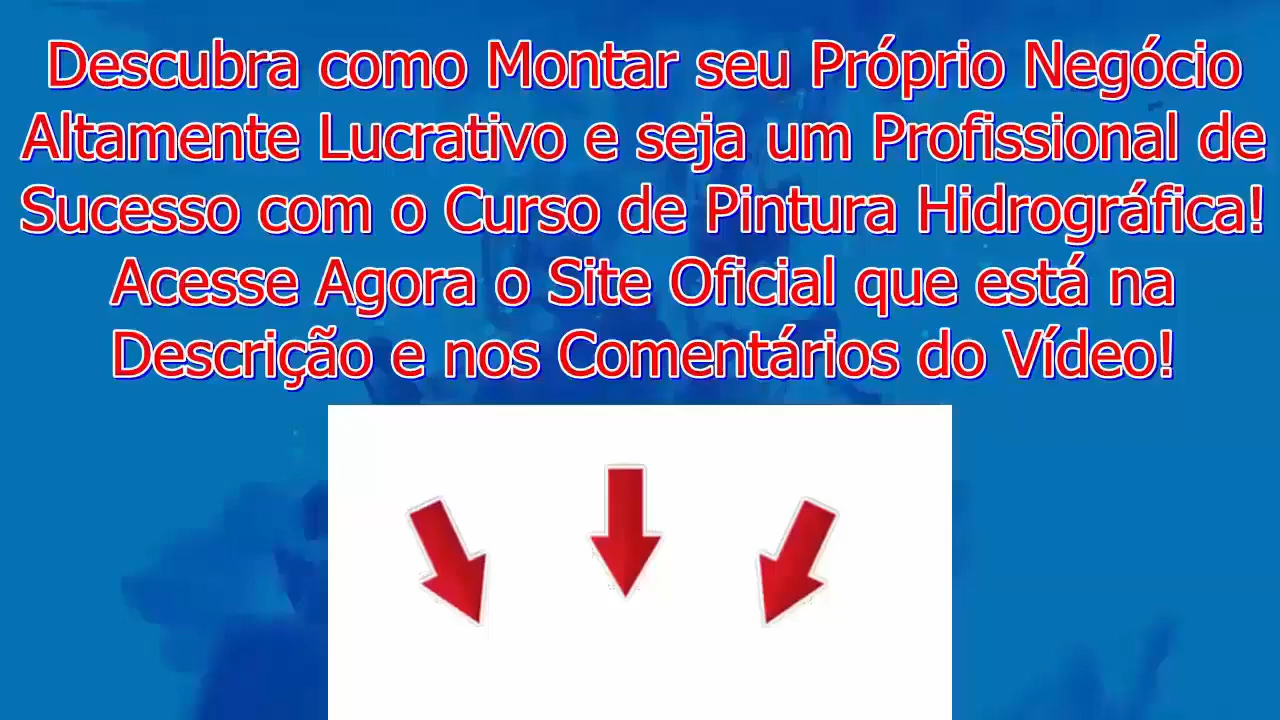 Descubra como Montar seu Próprio Negócio
Altamente Lucrativo e seja um Profissional de
Sucesso com o Curso de Pintura Hidrográfica!
Acesse Agora o Site Oficial que está na
Descrição e nos Comentários do Vídeo!